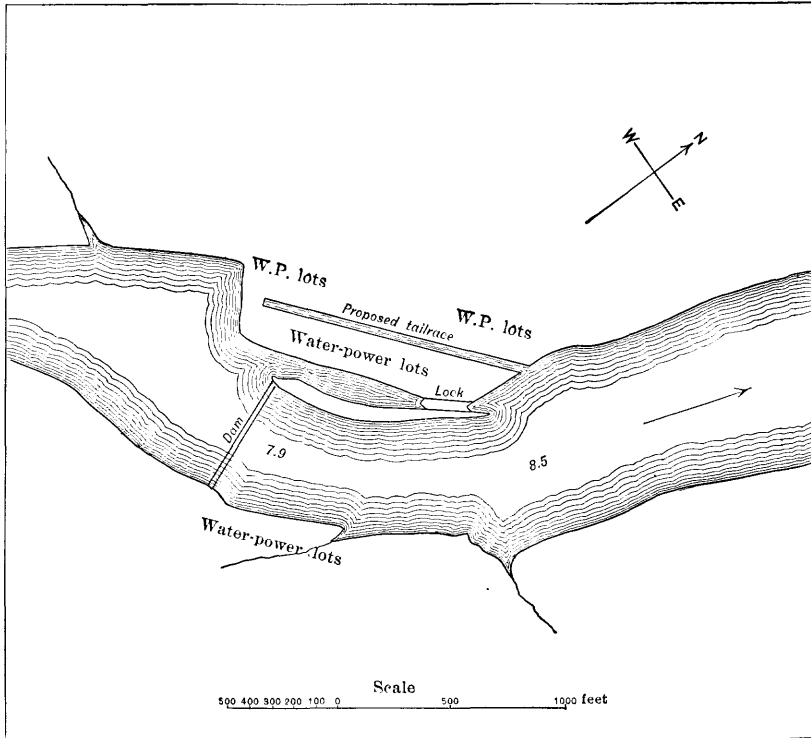 W
N
E
W.P. lots
W.P. lots
Proposed tailrace
Water-power lots
Lock
Dam
7.9
8.5
Water-power lots
Scale
500 400 300 200 100 0 500 1000 feet